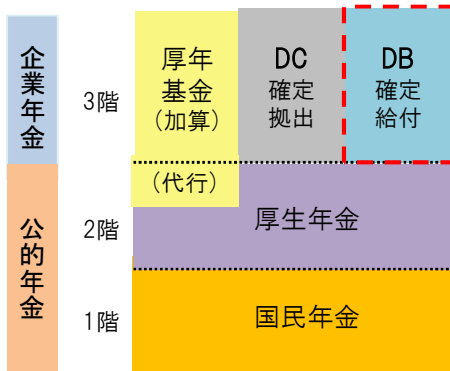 企業年金
公的年金
3階
2階
1階
厚年
基金
（加算）
（代行）
DC
確定
拠出
DB
確定
給付
厚生年金
国民年金